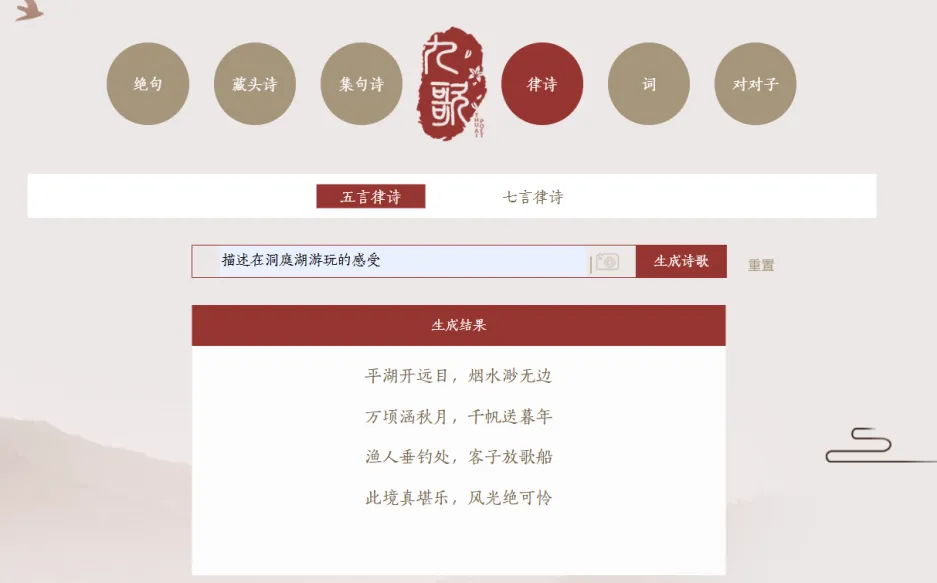 绝句
藏头诗
集句诗
九歌
律诗
词
对对子
五言律诗
七言律诗
描述在洞庭湖游玩的感受
生成诗歌
重置
生成结果
平湖开远目，烟水渺无边
万顷涵秋月，千帆送暮年
渔人垂钓处，客子放歌船
此境真堪乐，风光绝可怜